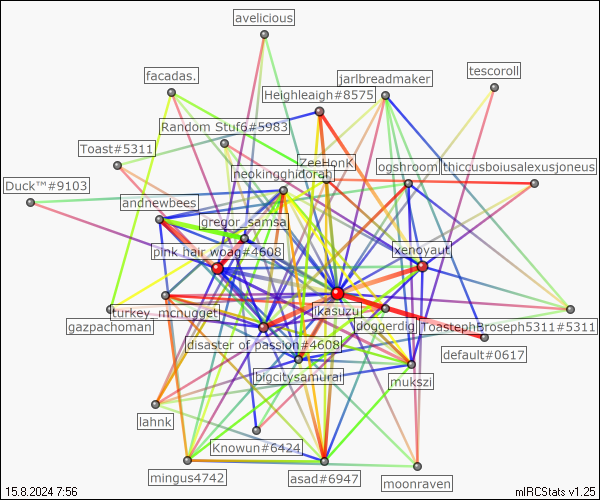 avelicious
tescoroll
facadas.
jarlbreadmaker
Heighleaigh#8575
Random Stuf6#5983
Toast#5311
ZeeHonK
ogshroom
thiccusboiusalexusjoneus
neokingghidorah
Duck™#9103
andnewbees
gregor_samsa
pink hair woag#4608
xenoyaut
turkey_mcnugget
Ikasuzu
doggerdig
ToastephBroseph5311#5311
gazpachoman
disaster of passion#4608
default#0617
bigcitysamurai
mukszi
lahnk
Knowun#6424
mingus4742
asad#6947
moonraven
15.8.2024 7:56
mIRCStats v1.25